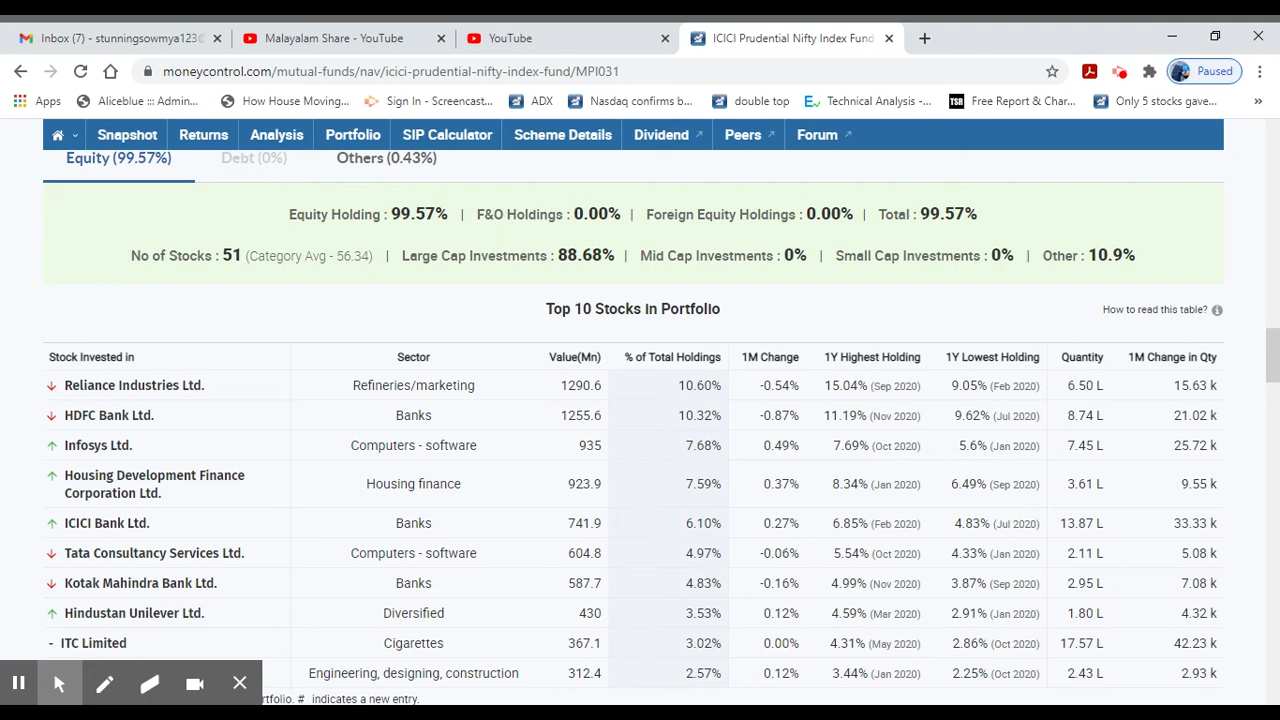 Inbox (7) - stunningsowmya123@
Malayalam Share - YouTube
YouTube
ICICI Prudential Nifty Index Fund
moneycontrol.com/mutual-funds/nav/icici-prudential-nifty-index-fund/MPI031
Paused
Apps
Aliceblue ::: Admin...
How House Moving...
Sign In - Screencast...
ADX
Nasdaq confirms b...
double top
Technical Analysis -...
Free Report & Char...
Only 5 stocks gave...
»
Snapshot Returns Analysis Portfolio SIP Calculator Scheme Details Dividend Peers Forum
Equity (99.57%) Debt (0%) Others (0.43%)
Equity Holding : 99.57% | F&O Holdings : 0.00% | Foreign Equity Holdings : 0.00% | Total : 99.57%
No of Stocks : 51 (Category Avg - 56.34) | Large Cap Investments : 88.68% | Mid Cap Investments : 0% | Small Cap Investments : 0% | Other : 10.9%
Top 10 Stocks in Portfolio
How to read this table?
Stock Invested in Sector Value(Mn) % of Total Holdings 1M Change 1Y Highest Holding 1Y Lowest Holding Quantity 1M Change in Qty
Reliance Industries Ltd. Refineries/marketing 1290.6 10.60% -0.54% 15.04% (Sep 2020) 9.05% (Feb 2020) 6.50 L 15.63 k
HDFC Bank Ltd. Banks 1255.6 10.32% -0.87% 11.19% (Nov 2020) 9.62% (Jul 2020) 8.74 L 21.02 k
Infosys Ltd. Computers - software 935 7.68% 0.49% 7.69% (Oct 2020) 5.6% (Jan 2020) 7.45 L 25.72 k
Housing Development Finance
Corporation Ltd. Housing finance 923.9 7.59% 0.37% 8.34% (Jan 2020) 6.49% (Sep 2020) 3.61 L 9.55 k
ICICI Bank Ltd. Banks 741.9 6.10% 0.27% 6.85% (Feb 2020) 4.83% (Jul 2020) 13.87 L 33.33 k
Tata Consultancy Services Ltd. Computers - software 604.8 4.97% -0.06% 5.54% (Oct 2020) 4.33% (Jan 2020) 2.11 L 5.08 k
Kotak Mahindra Bank Ltd. Banks 587.7 4.83% -0.16% 4.99% (Nov 2020) 3.87% (Sep 2020) 2.95 L 7.08 k
Hindustan Unilever Ltd. Diversified 430 3.53% 0.12% 4.59% (Mar 2020) 2.91% (Jan 2020) 1.80 L 4.32 k
- ITC Limited Cigarettes 367.1 3.02% 0.00% 4.31% (May 2020) 2.86% (Oct 2020) 17.57 L 42.23 k
Engineering, designing, construction 312.4 2.57% 0.12% 3.44% (Jan 2020) 2.25% (Oct 2020) 2.43 L 2.93 k
rtfolio. # indicates a new entry.